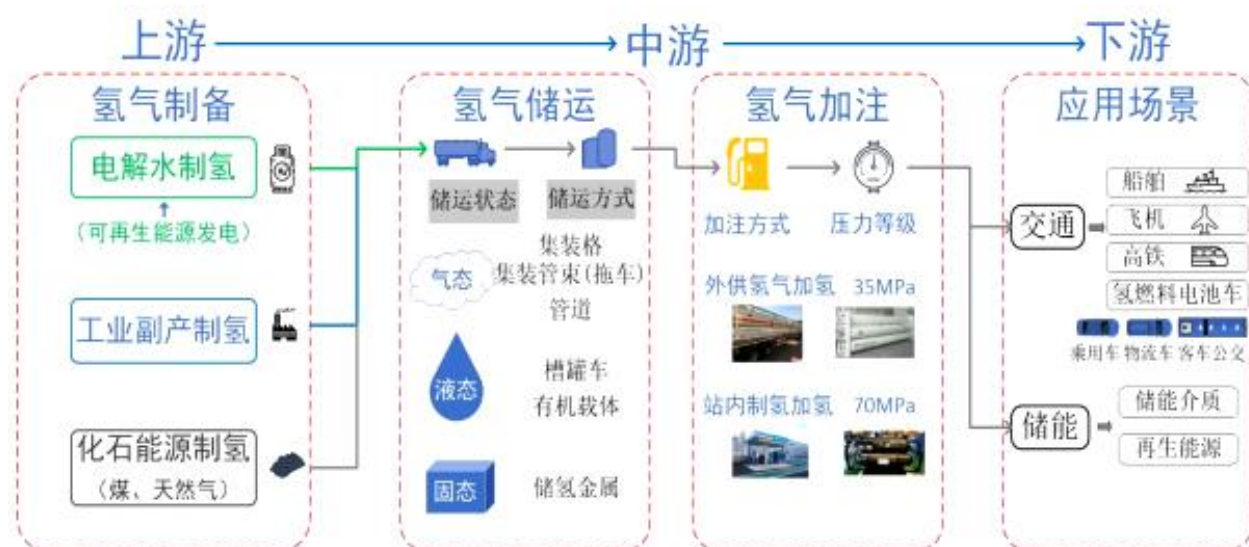 上游
中游
下游
氢气制备
电解水制氢
H₂
(可再生能源发电)
工业副产制氢
化石能源制氢
(煤、天然气)
氢气储运
储运状态
储运方式
气态
集装格
集装管束(拖车)
管道
液态
槽罐车
有机载体
固态
储氢金属
氢气加注
加注方式
压力等级
外供氢气加氢
35MPa
站内制氢加氢
70MPa
应用场景
交通
船舶
飞机
高铁
氢燃料电池车
乘用车 物流车 客车公交
储能
储能介质
再生能源